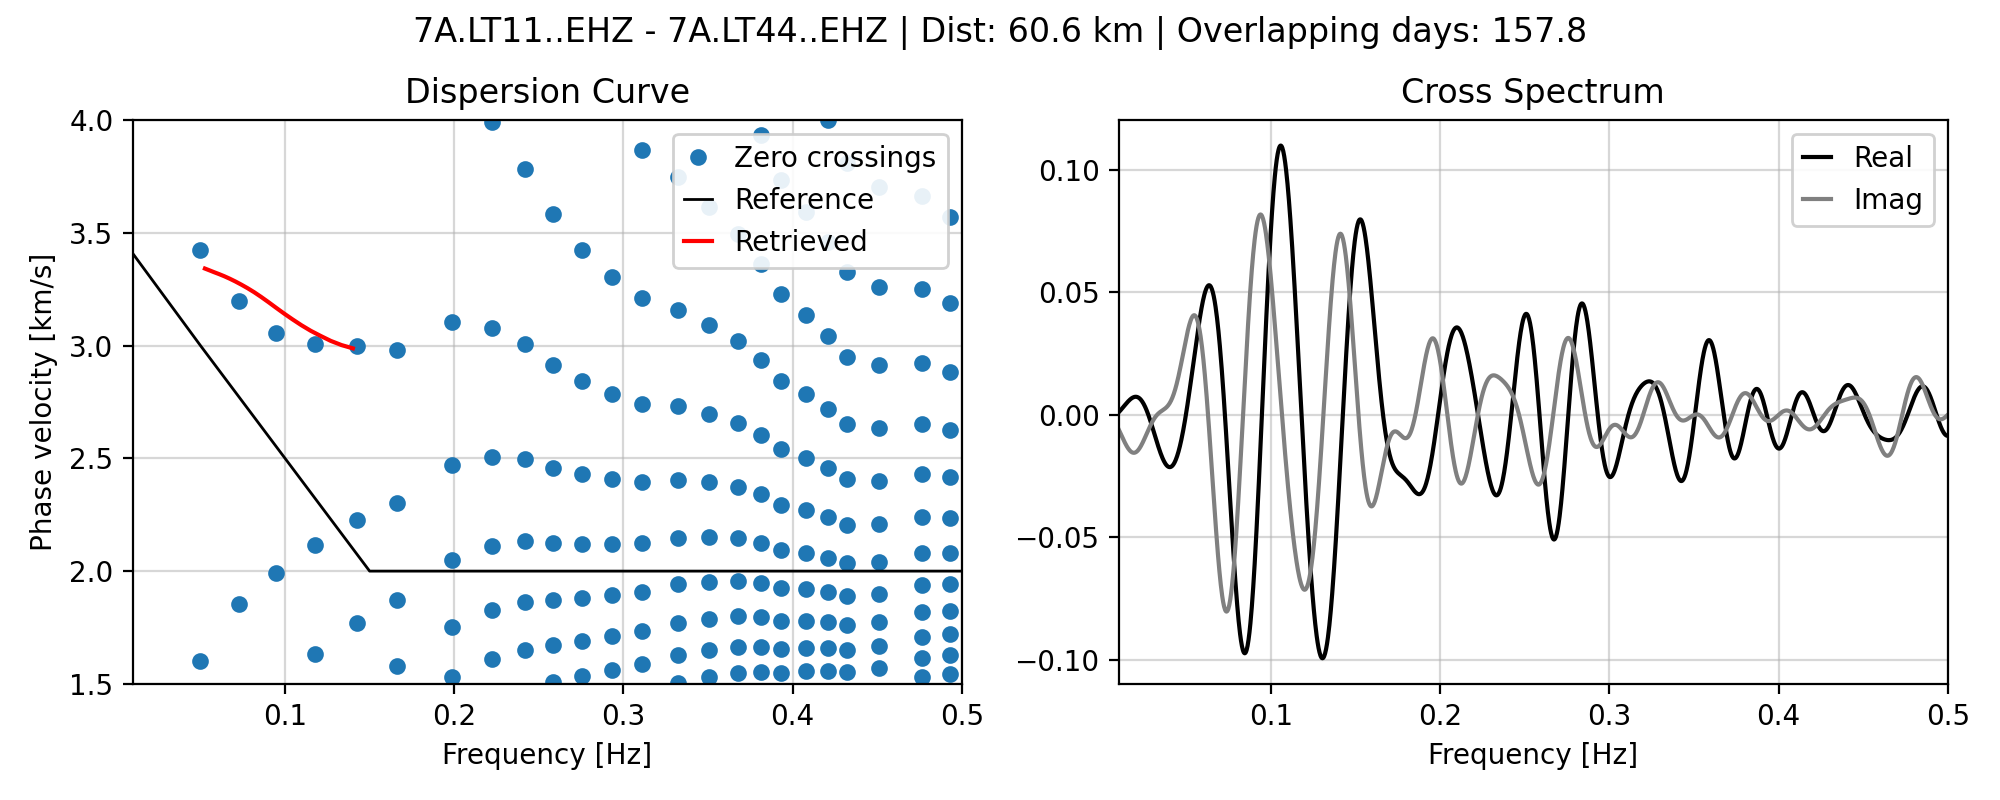 7A.LT11..EHZ - 7A.LT44..EHZ | Dist: 60.6 km | Overlapping days: 157.8
Dispersion Curve
4.0
3.5
3.0
2.5
2.0
1.5
Phase velocity [km/s]
0.1
0.2
0.3
0.4
0.5
Frequency [Hz]
Zero crossings
Reference
Retrieved
Cross Spectrum
0.10
0.05
0.00
−0.05
−0.10
0.1
0.2
0.3
0.4
0.5
Frequency [Hz]
Real
Imag